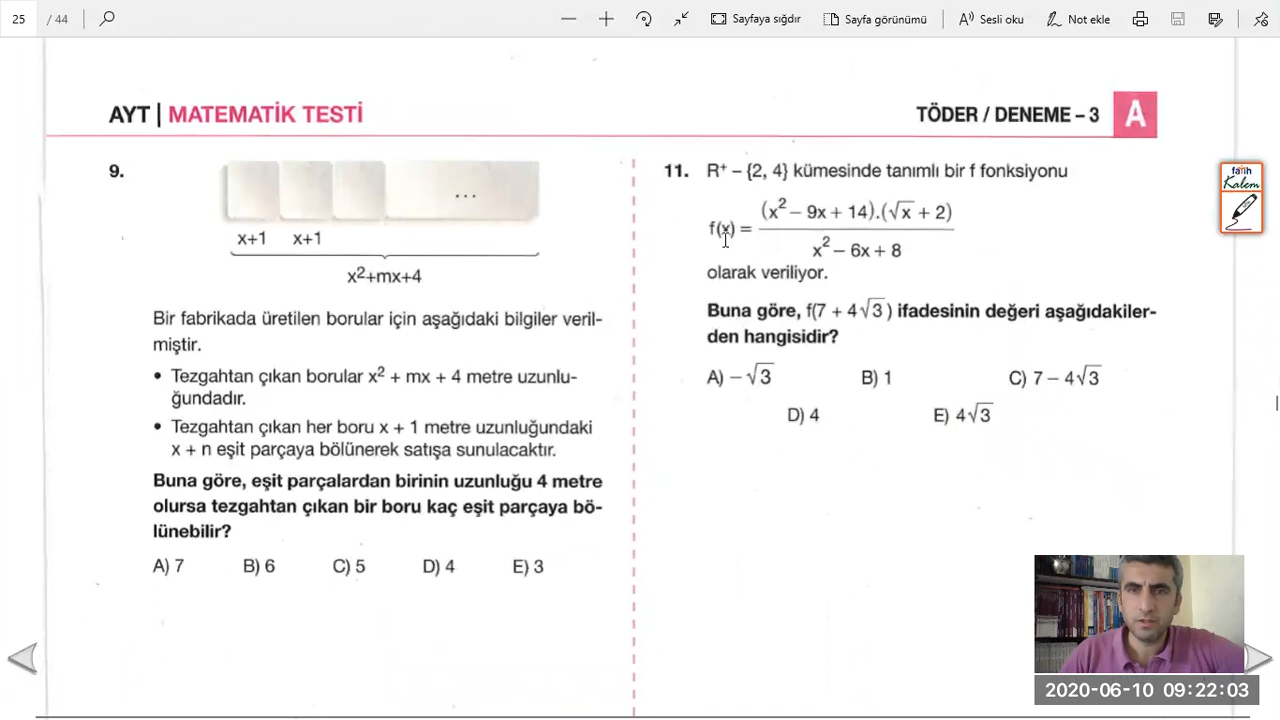 25 / 44
Sayfaya sığdır
Sayfa görünümü
Sesli oku
Not ekle
AYT | MATEMATİK TESTİ
TÖDER / DENEME – 3 A
9.
...
x+1 x+1
x²+mx+4
Bir fabrikada üretilen borular için aşağıdaki bilgiler veril-
miştir.
• Tezgahtan çıkan borular x² + mx + 4 metre uzunlu-
ğundadır.
• Tezgahtan çıkan her boru x + 1 metre uzunluğundaki
x + n eşit parçaya bölünerek satışa sunulacaktır.
Buna göre, eşit parçalardan birinin uzunluğu 4 metre
olursa tezgahtan çıkan bir boru kaç eşit parçaya bö-
lünebilir?
A) 7 B) 6 C) 5 D) 4 E) 3
11. R⁺ – {2, 4} kümesinde tanımlı bir f fonksiyonu
(x² – 9x + 14).(√x + 2)
f(x) =
x² – 6x + 8
olarak veriliyor.
Buna göre, f(7 + 4√3) ifadesinin değeri aşağıdakiler-
den hangisidir?
A) –√3 B) 1 C) 7 – 4√3
D) 4 E) 4√3
fatih
Kalem
2020-06-10 09:22:03